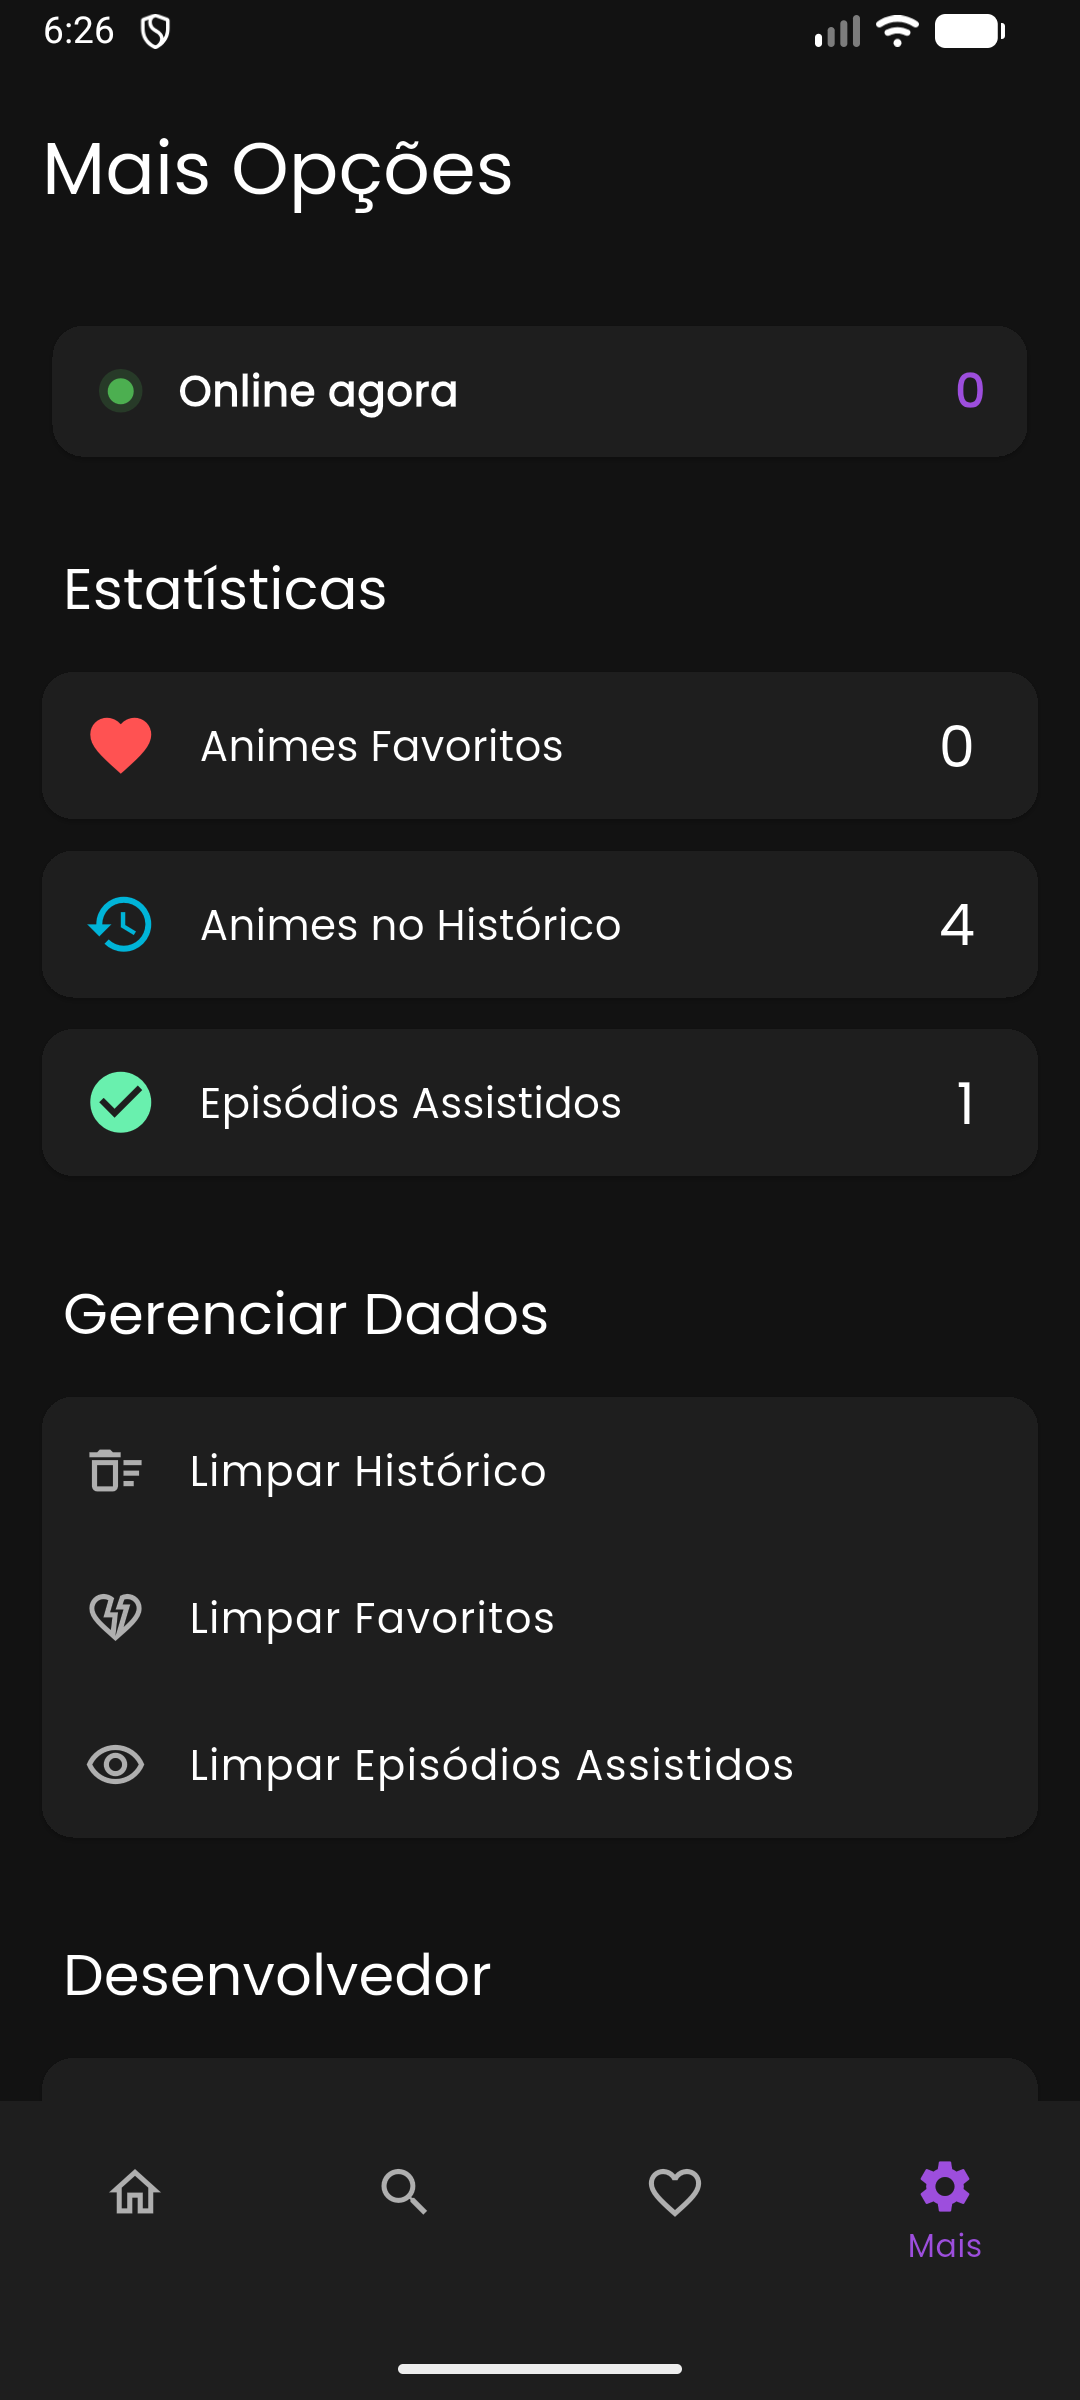 6:26
Mais Opções
Online agora 0
Estatísticas
Animes Favoritos 0
Animes no Histórico 4
Episódios Assistidos 1
Gerenciar Dados
Limpar Histórico
Limpar Favoritos
Limpar Episódios Assistidos
Desenvolvedor
Mais